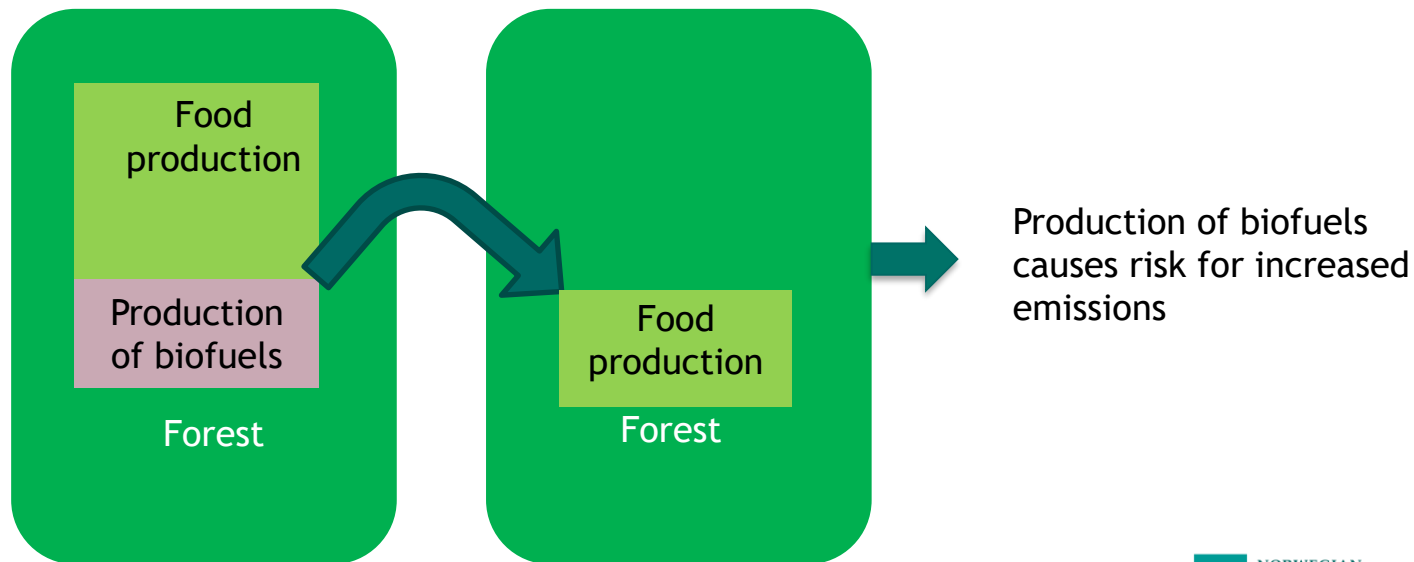 Food
production
Production
of biofuels
Forest
Food
production
Forest
Production of biofuels
causes risk for increased
emissions